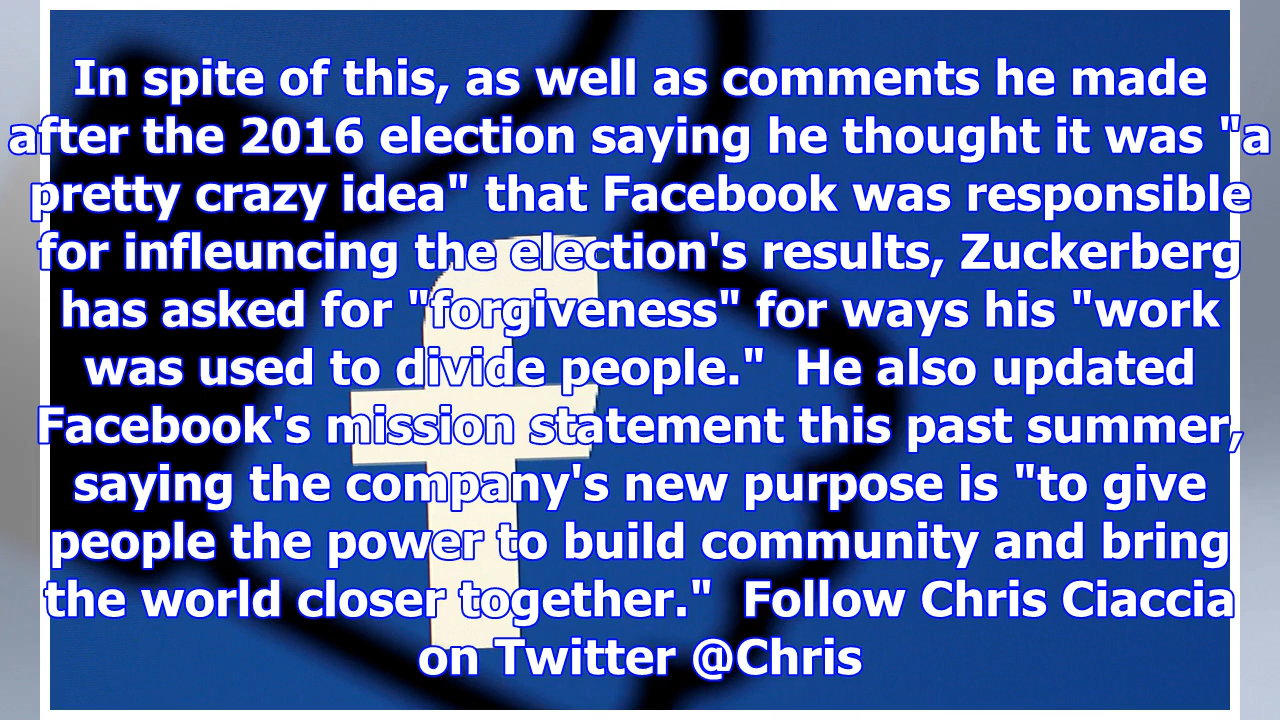 In spite of this, as well as comments he made
after the 2016 election saying he thought it was "a
pretty crazy idea" that Facebook was responsible
for infleuncing the election's results, Zuckerberg
has asked for "forgiveness" for ways his "work
was used to divide people."  He also updated
Facebook's mission statement this past summer,
saying the company's new purpose is "to give
people the power to build community and bring
the world closer together."  Follow Chris Ciaccia
on Twitter @Chris
f